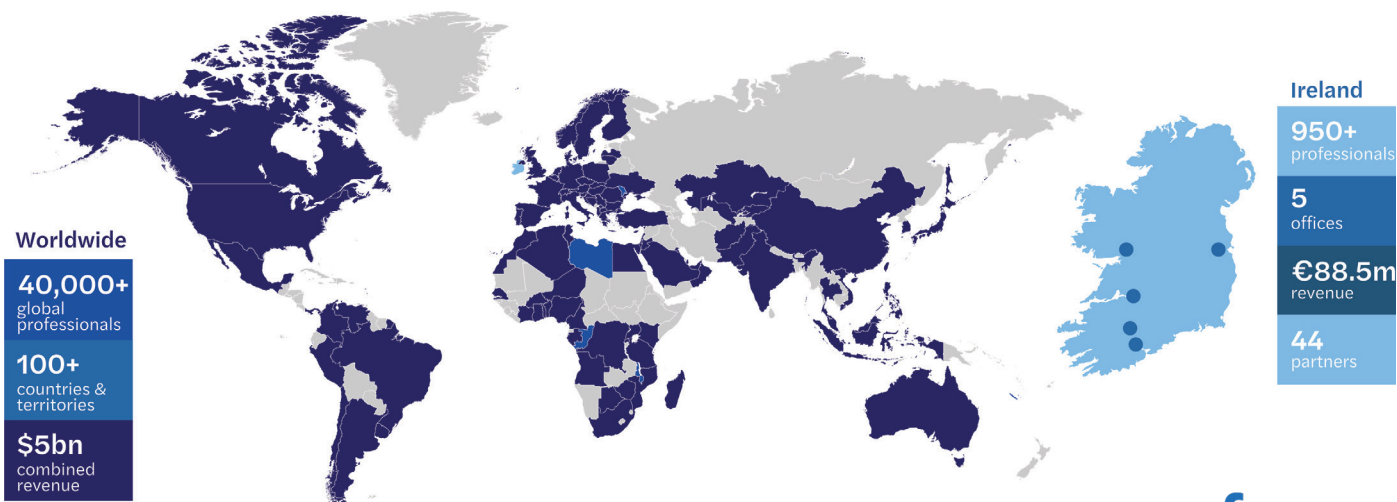 Worldwide
40,000+
global
professionals
100+
countries &
territories
$5bn
combined
revenue
Ireland
950+
professionals
5
offices
€88.5m
revenue
44
partners